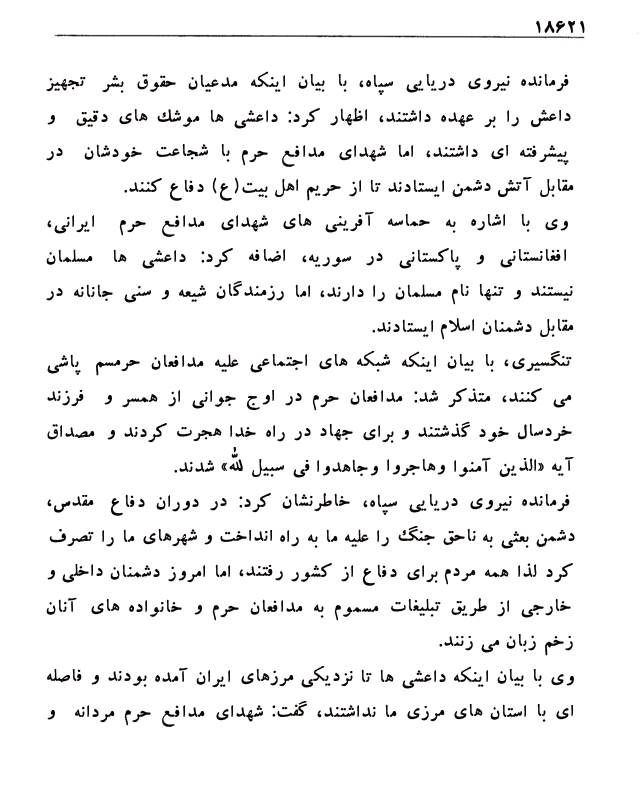 ۱۸۶۲۱
فرمانده نیروی دریایی سپاه، با بیان اینکه مدعیان حقوق بشر تجهیز
داعش را بر عهده داشتند، اظهار کرد: داعشی ها موشك های دقیق و
پیشرفته ای داشتند، اما شهدای مدافع حرم با شجاعت خودشان در
مقابل آتش دشمن ایستادند تا از حریم اهل بیت(ع) دفاع کنند.
وی با اشاره به حماسه آفرینی های شهدای مدافع حرم ایرانی،
افغانستانی و پاکستانی در سوریه، اضافه کرد: داعشی ها مسلمان
نیستند و تنها نام مسلمان را دارند، اما رزمندگان شیعه و سنی جانانه در
مقابل دشمنان اسلام ایستادند.
تنگسیری، با بیان اینکه شبکه های اجتماعی علیه مدافعان حرمسم پاشی
می کنند، متذکر شد: مدافعان حرم در اوج جوانی از همسر و فرزند
خردسال خود گذشتند و برای جهاد در راه خدا هجرت کردند و مصداق
آیه «الذین آمنوا وهاجروا وجاهدوا فی سبیل لله» شدند.
فرمانده نیروی دریایی سپاه، خاطرنشان کرد: در دوران دفاع مقدس،
دشمن بعثی به ناحق جنگ را علیه ما به راه انداخت و شهرهای ما را تصرف
کرد لذا همه مردم برای دفاع از کشور رفتند، اما امروز دشمنان داخلی و
خارجی از طریق تبلیغات مسموم به مدافعان حرم و خانواده های آنان
زخم زبان می زنند.
وی با بیان اینکه داعشی ها تا نزدیکی مرزهای ایران آمده بودند و فاصله
ای با استان های مرزی ما نداشتند، گفت: شهدای مدافع حرم مردانه و